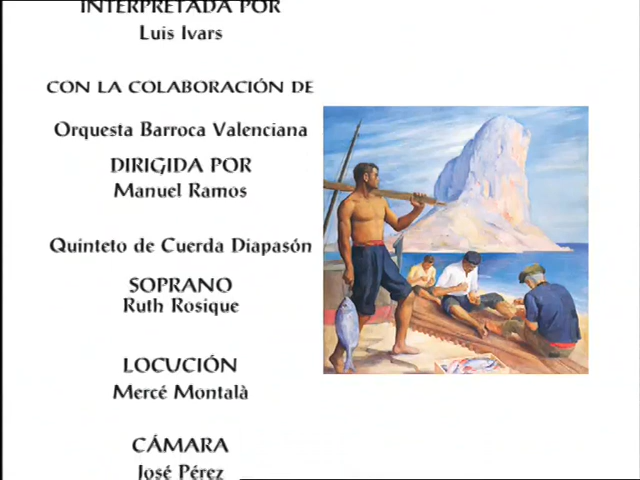 INTERPRETADA POR
Luis Ivars
CON LA COLABORACIÓN DE
Orquesta Barroca Valenciana
DIRIGIDA POR
Manuel Ramos
Quinteto de Cuerda Diapasón
SOPRANO
Ruth Rosique
LOCUCIÓN
Mercé Montalà
CÁMARA
José Pérez